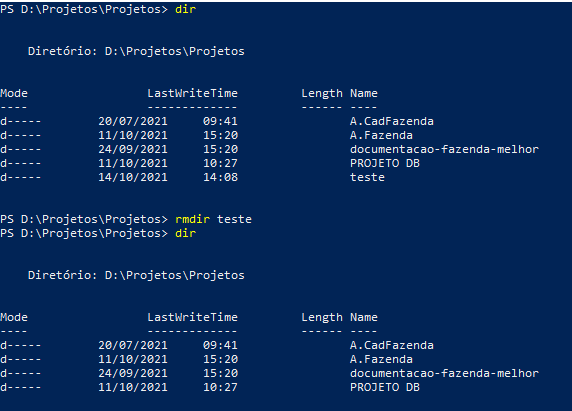 PS D:\Projetos\Projetos> dir
Diretório: D:\Projetos\Projetos
Mode LastWriteTime Length Name
---- ------------- ------ ----
d----- 20/07/2021 09:41 A.CadFazenda
d----- 11/10/2021 15:20 A.Fazenda
d----- 24/09/2021 15:20 documentacao-fazenda-melhor
d----- 11/10/2021 10:27 PROJETO DB
d----- 14/10/2021 14:08 teste
PS D:\Projetos\Projetos> rmdir teste
PS D:\Projetos\Projetos> dir
Diretório: D:\Projetos\Projetos
Mode LastWriteTime Length Name
---- ------------- ------ ----
d----- 20/07/2021 09:41 A.CadFazenda
d----- 11/10/2021 15:20 A.Fazenda
d----- 24/09/2021 15:20 documentacao-fazenda-melhor
d----- 11/10/2021 10:27 PROJETO DB